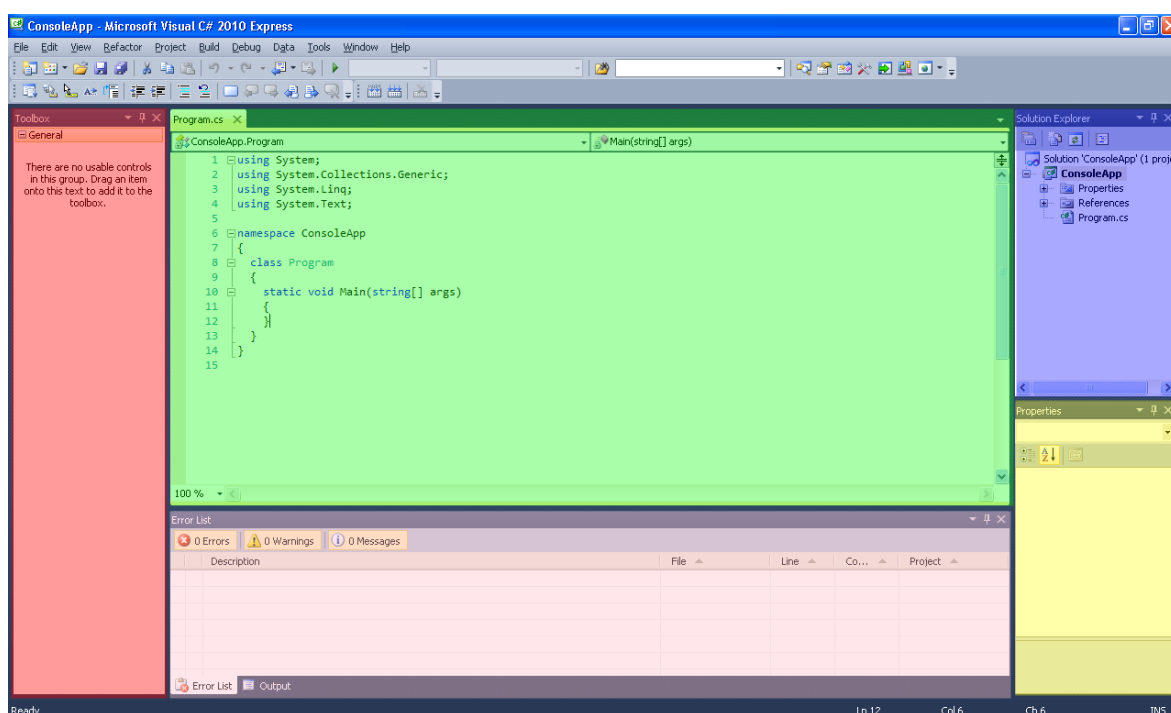 ConsoleApp - Microsoft Visual C# 2010 Express
File Edit View Refactor Project Build Debug Data Tools Window Help
Toolbox
General
There are no usable controls
in this group. Drag an item
onto this text to add it to the
toolbox.
Program.cs
ConsoleApp.Program Main(string[] args)
1 using System;
2 using System.Collections.Generic;
3 using System.Linq;
4 using System.Text;
5
6 namespace ConsoleApp
7 {
8 class Program
9 {
10 static void Main(string[] args)
11 {
12 }
13 }
14 }
15
100 %
Error List
0 Errors 0 Warnings 0 Messages
Description File Line Co... Project
Error List Output
Solution Explorer
Solution 'ConsoleApp' (1 proje
ConsoleApp
Properties
References
Program.cs
Properties
Ready Ln 12 Col 6 Ch 6 INS